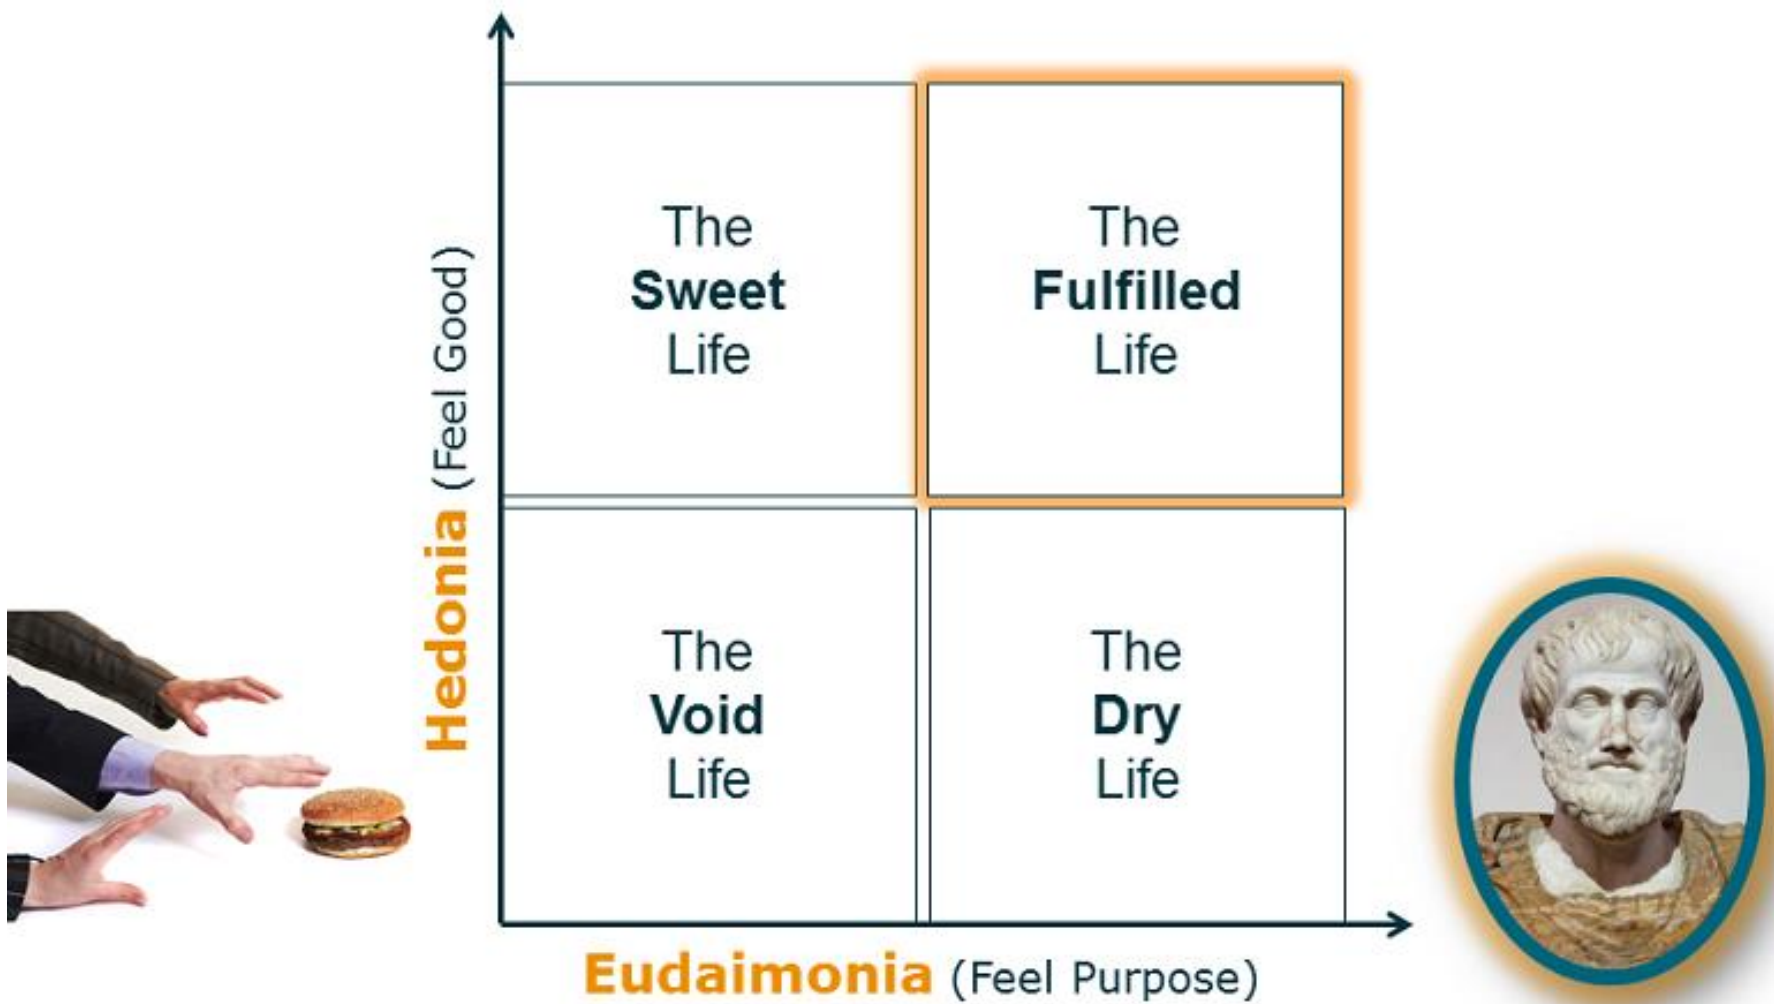 The
Sweet
Life
The
Fulfilled
Life
The
Void
Life
The
Dry
Life
Hedonia (Feel Good)
Eudaimonia (Feel Purpose)